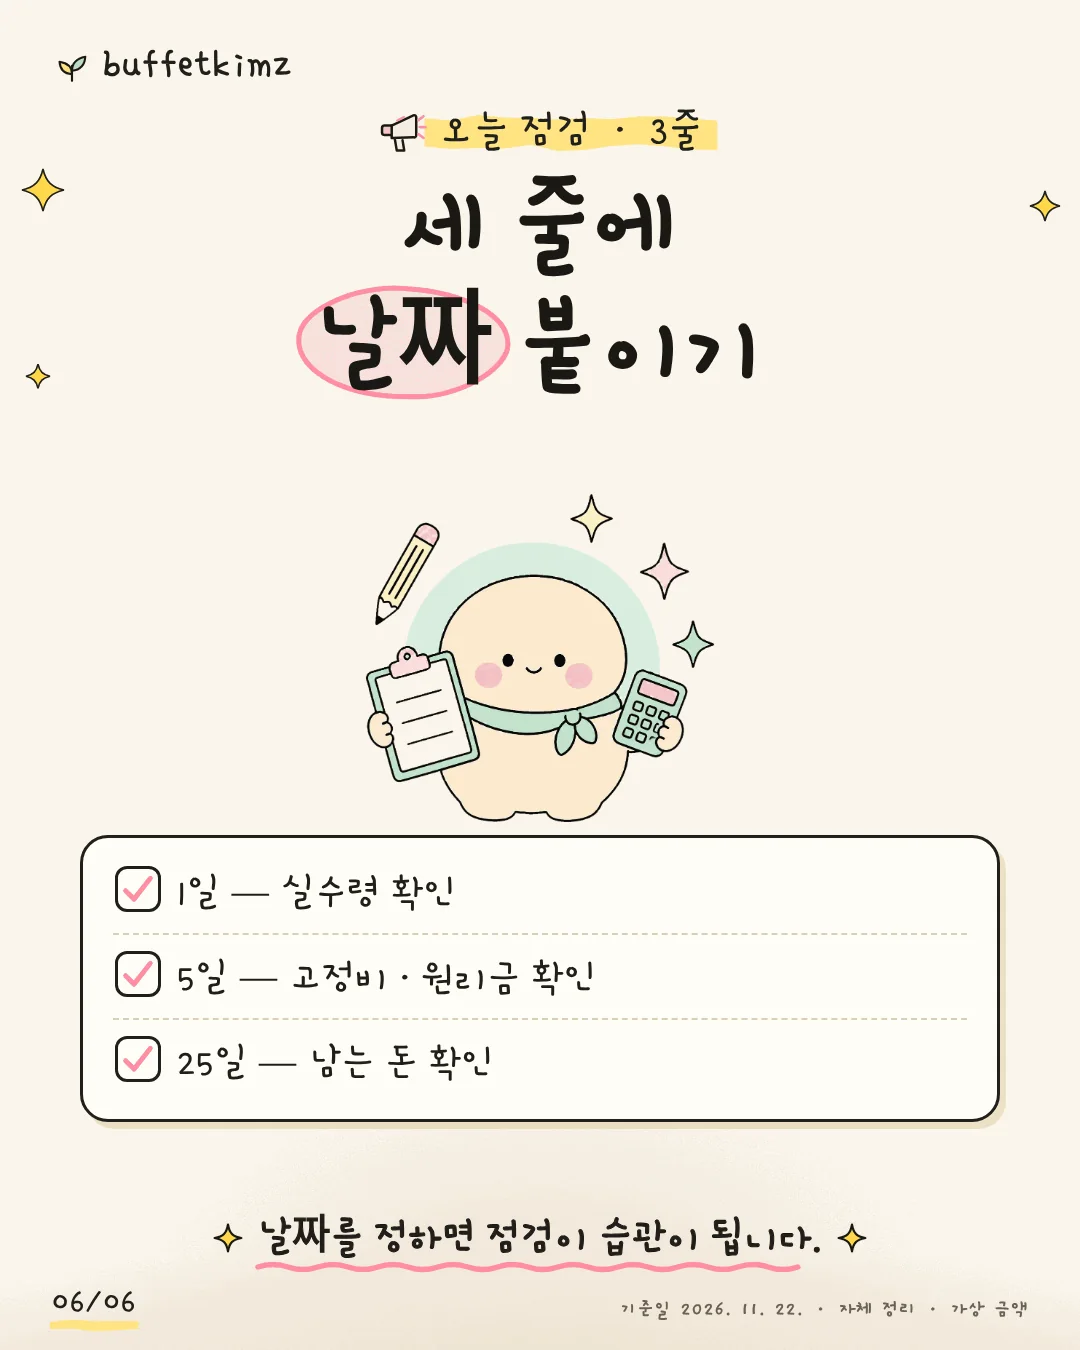 buffetkimz
오늘 점검 · 3줄
세 줄에
날짜 붙이기
1일 — 실수령 확인
5일 — 고정비 · 원리금 확인
25일 — 남는 돈 확인
날짜를 정하면 점검이 습관이 됩니다.
06/06
기준일 2026. 11. 22. · 자체 정리 · 가상 금액